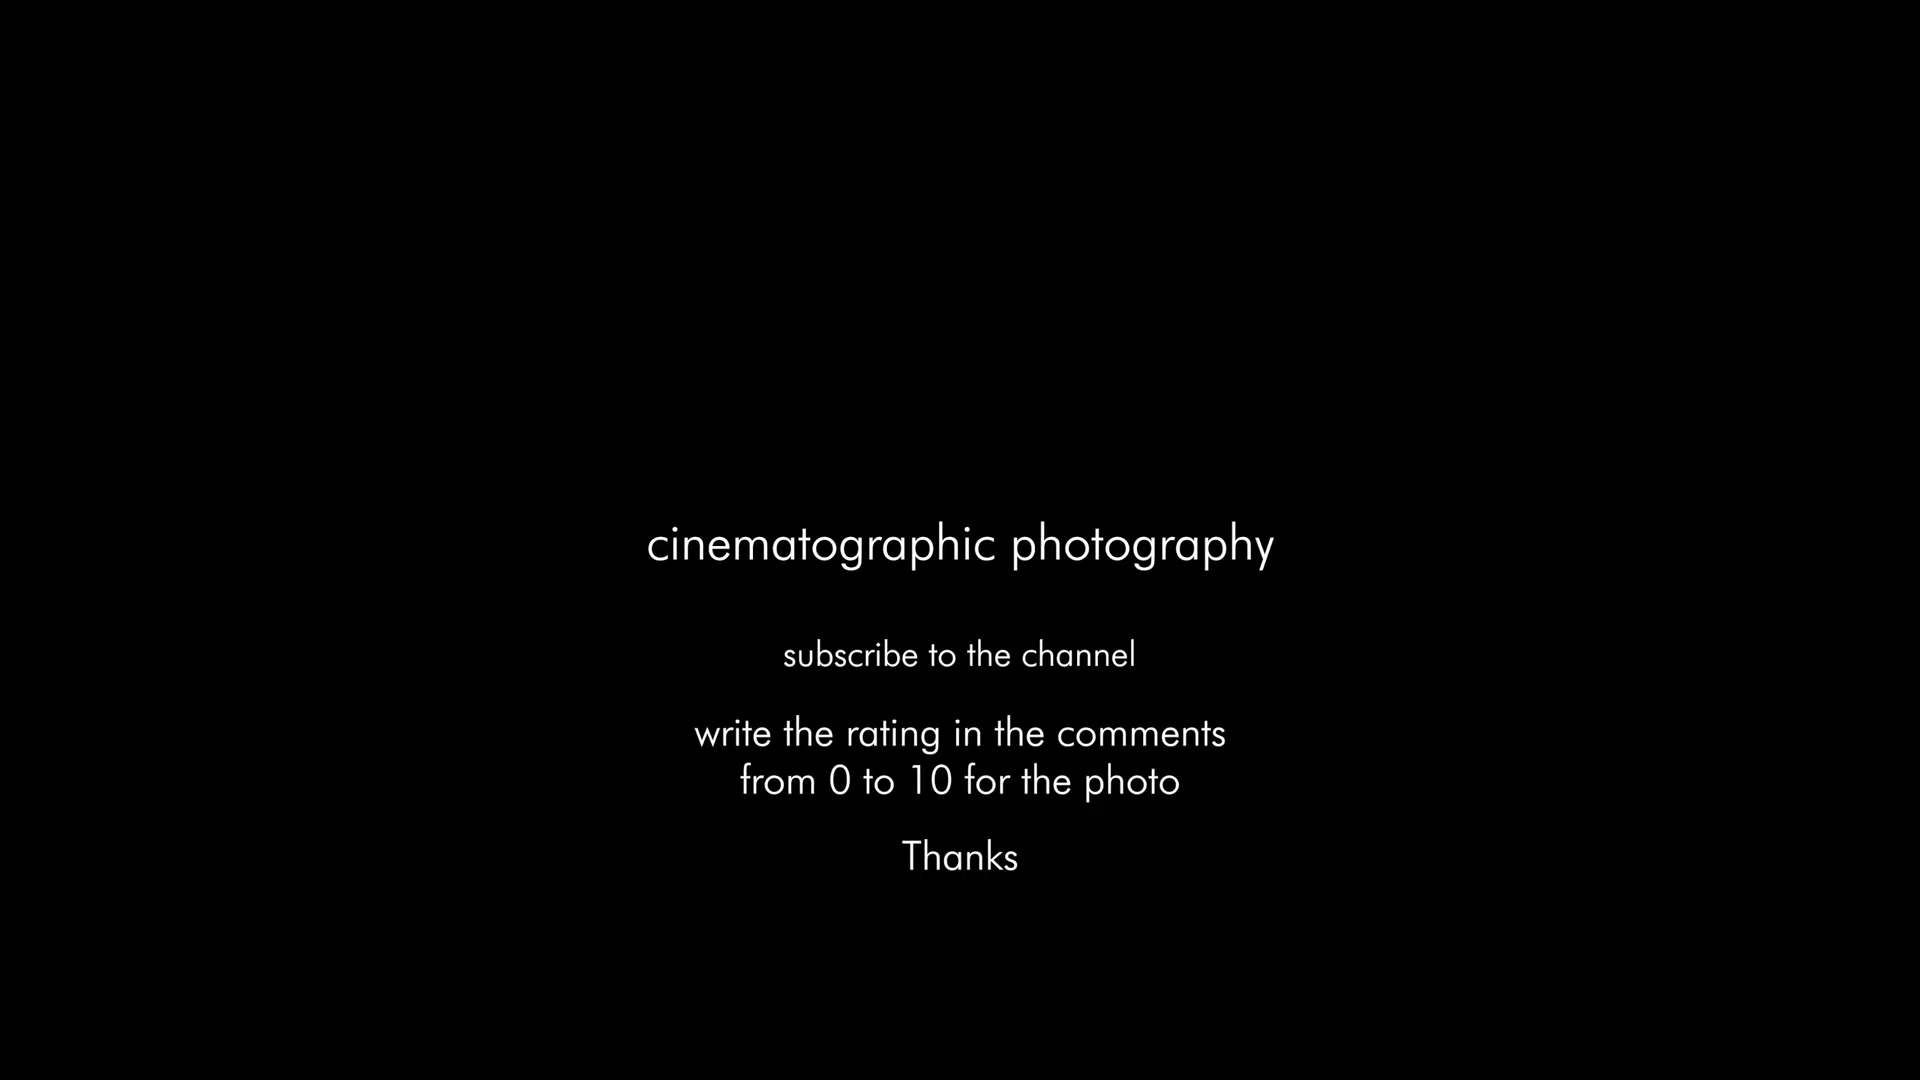 cinematographic photography
subscribe to the channel
write the rating in the comments
from 0 to 10 for the photo
Thanks